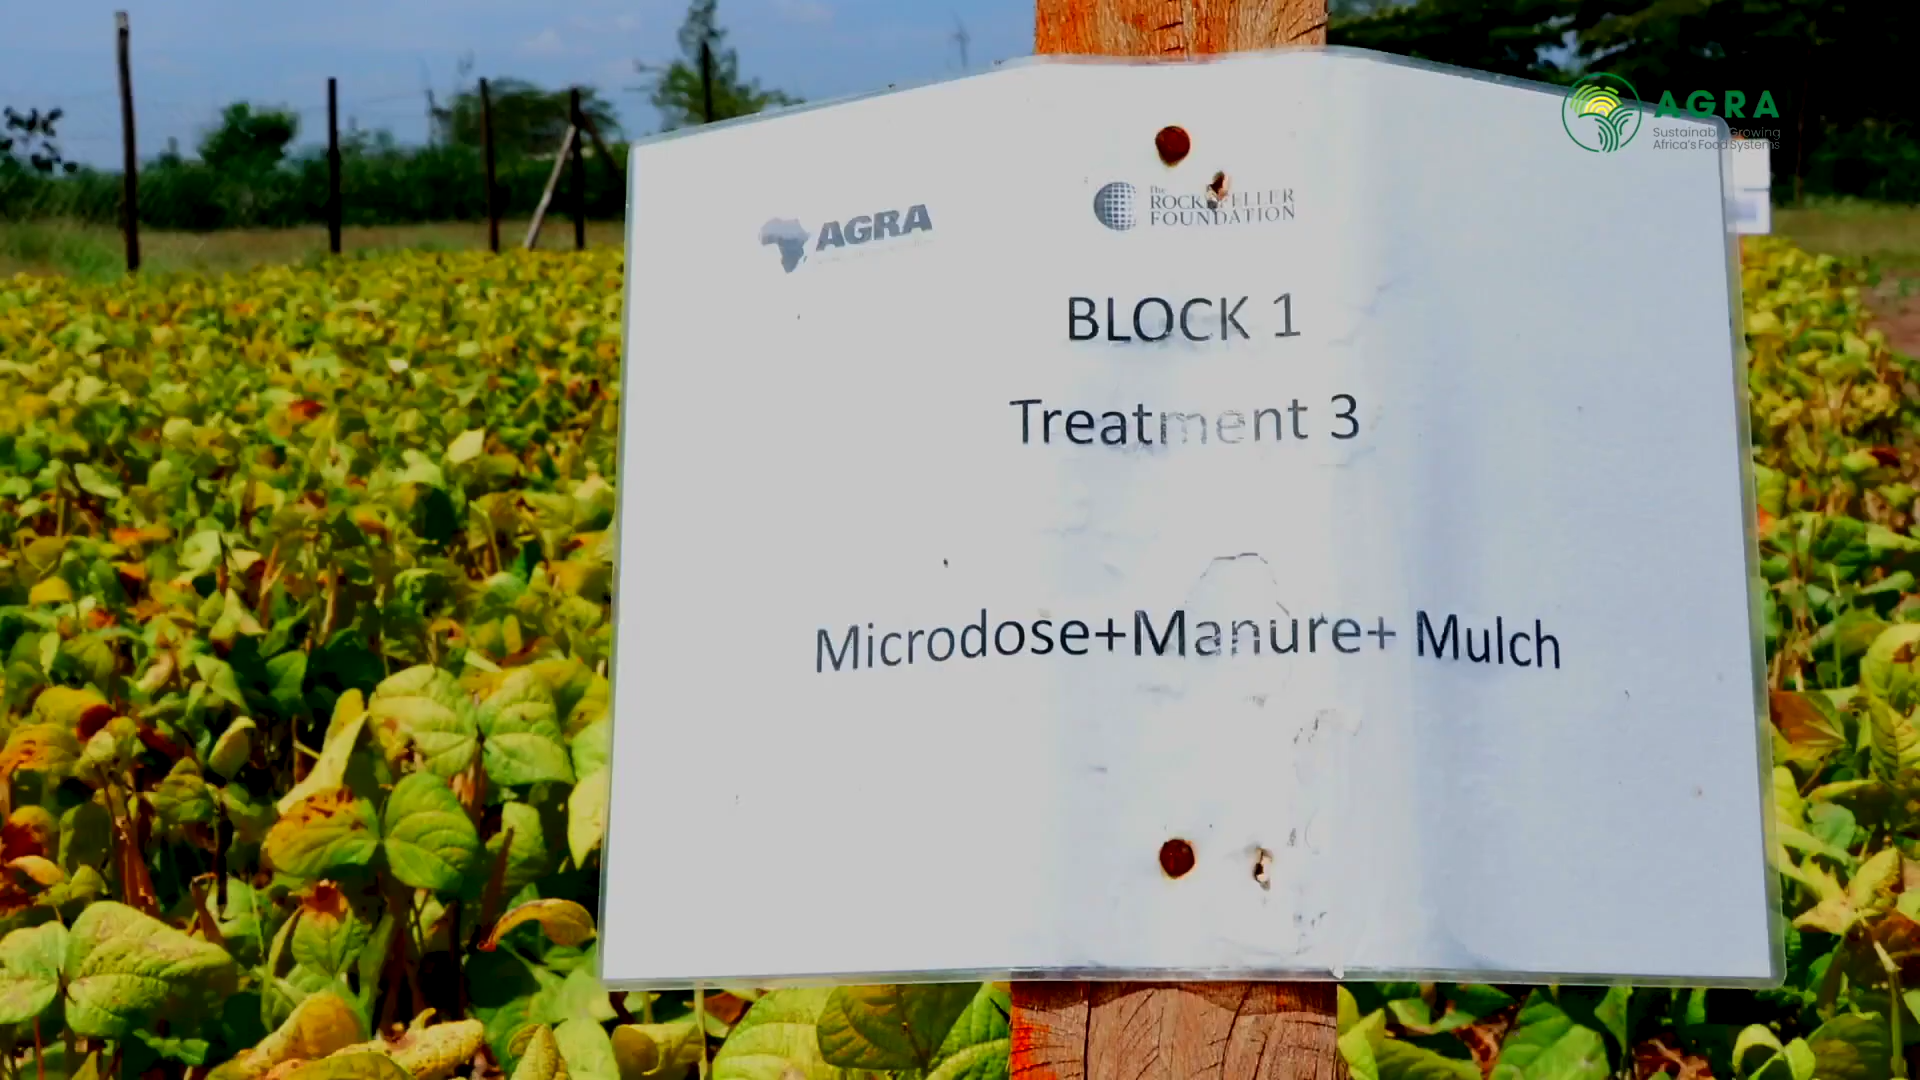 AGRA
Sustainably Growing
Africa's Food Systems
AGRA
The
ROCKEFELLER
FOUNDATION
BLOCK 1
Treatment 3
Microdose+Manure+ Mulch